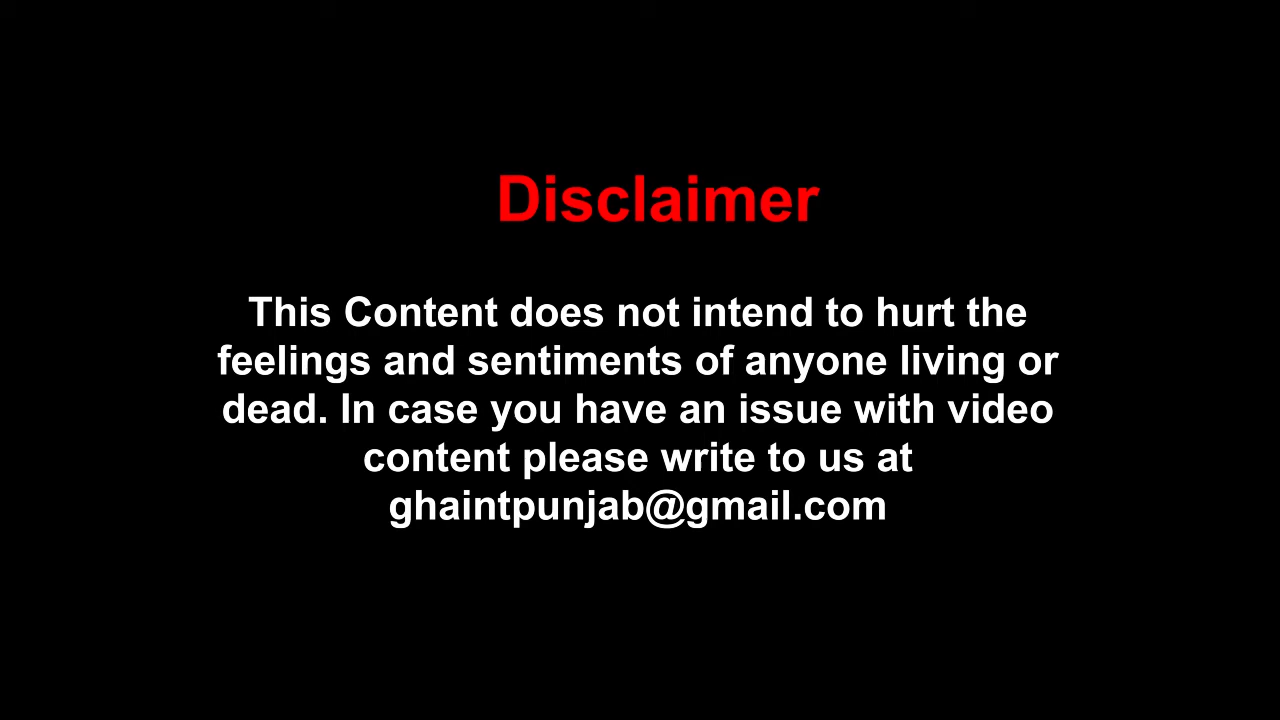 Disclaimer
This Content does not intend to hurt the
feelings and sentiments of anyone living or
dead. In case you have an issue with video
content please write to us at
ghaintpunjab@gmail.com